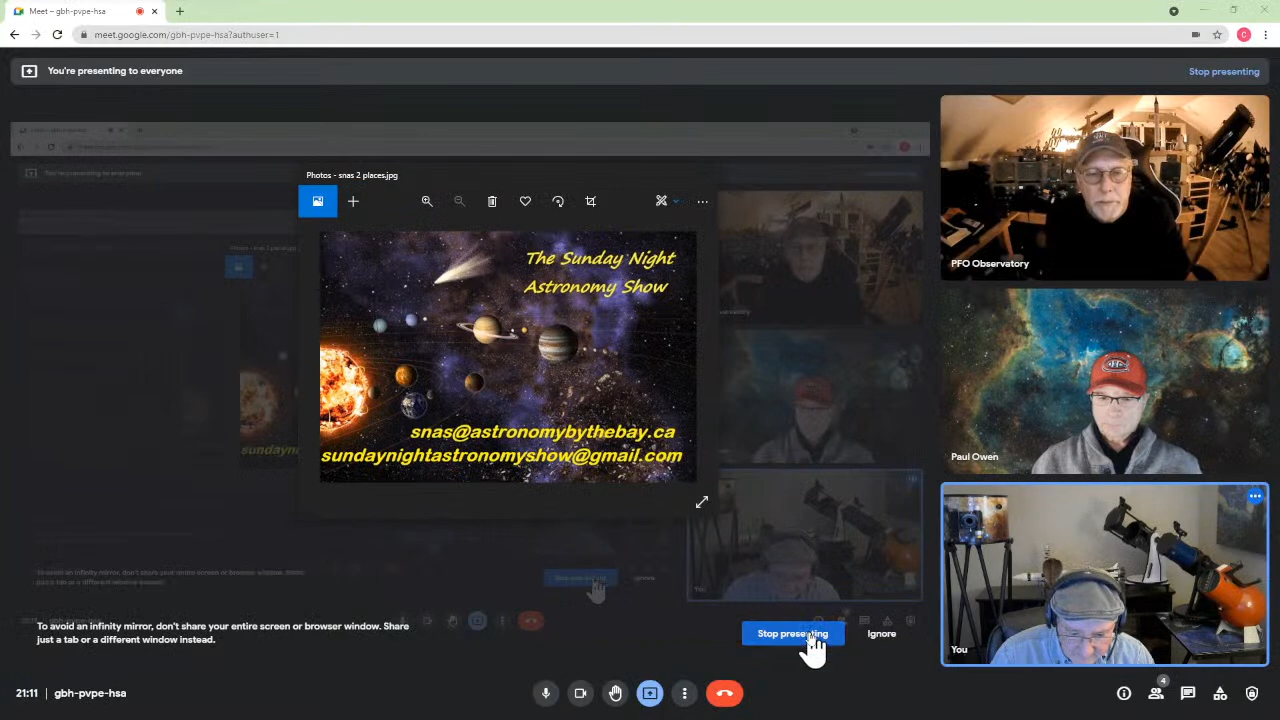 Meet – gbh-pvpe-hsa
meet.google.com/gbh-pvpe-hsa?authuser=1
C
You're presenting to everyone
Stop presenting
Photos - snas 2 places.jpg
The Sunday Night
Astronomy Show
snas@astronomybythebay.ca
sundaynightastronomyshow@gmail.com
PFO Observatory
Paul Owen
You
To avoid an infinity mirror, don't share your entire screen or browser window. Share
just a tab or a different window instead.
Stop presenting
Ignore
21:11 | gbh-pvpe-hsa
4